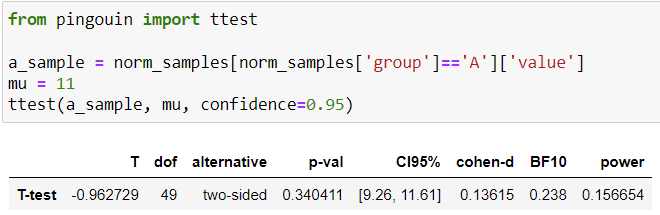 from pingouin import ttest
a_sample = norm_samples[norm_samples['group']=='A']['value']
mu = 11
ttest(a_sample, mu, confidence=0.95)
T dof alternative p-val CI95% cohen-d BF10 power
T-test -0.962729 49 two-sided 0.340411 [9.26, 11.61] 0.13615 0.238 0.156654